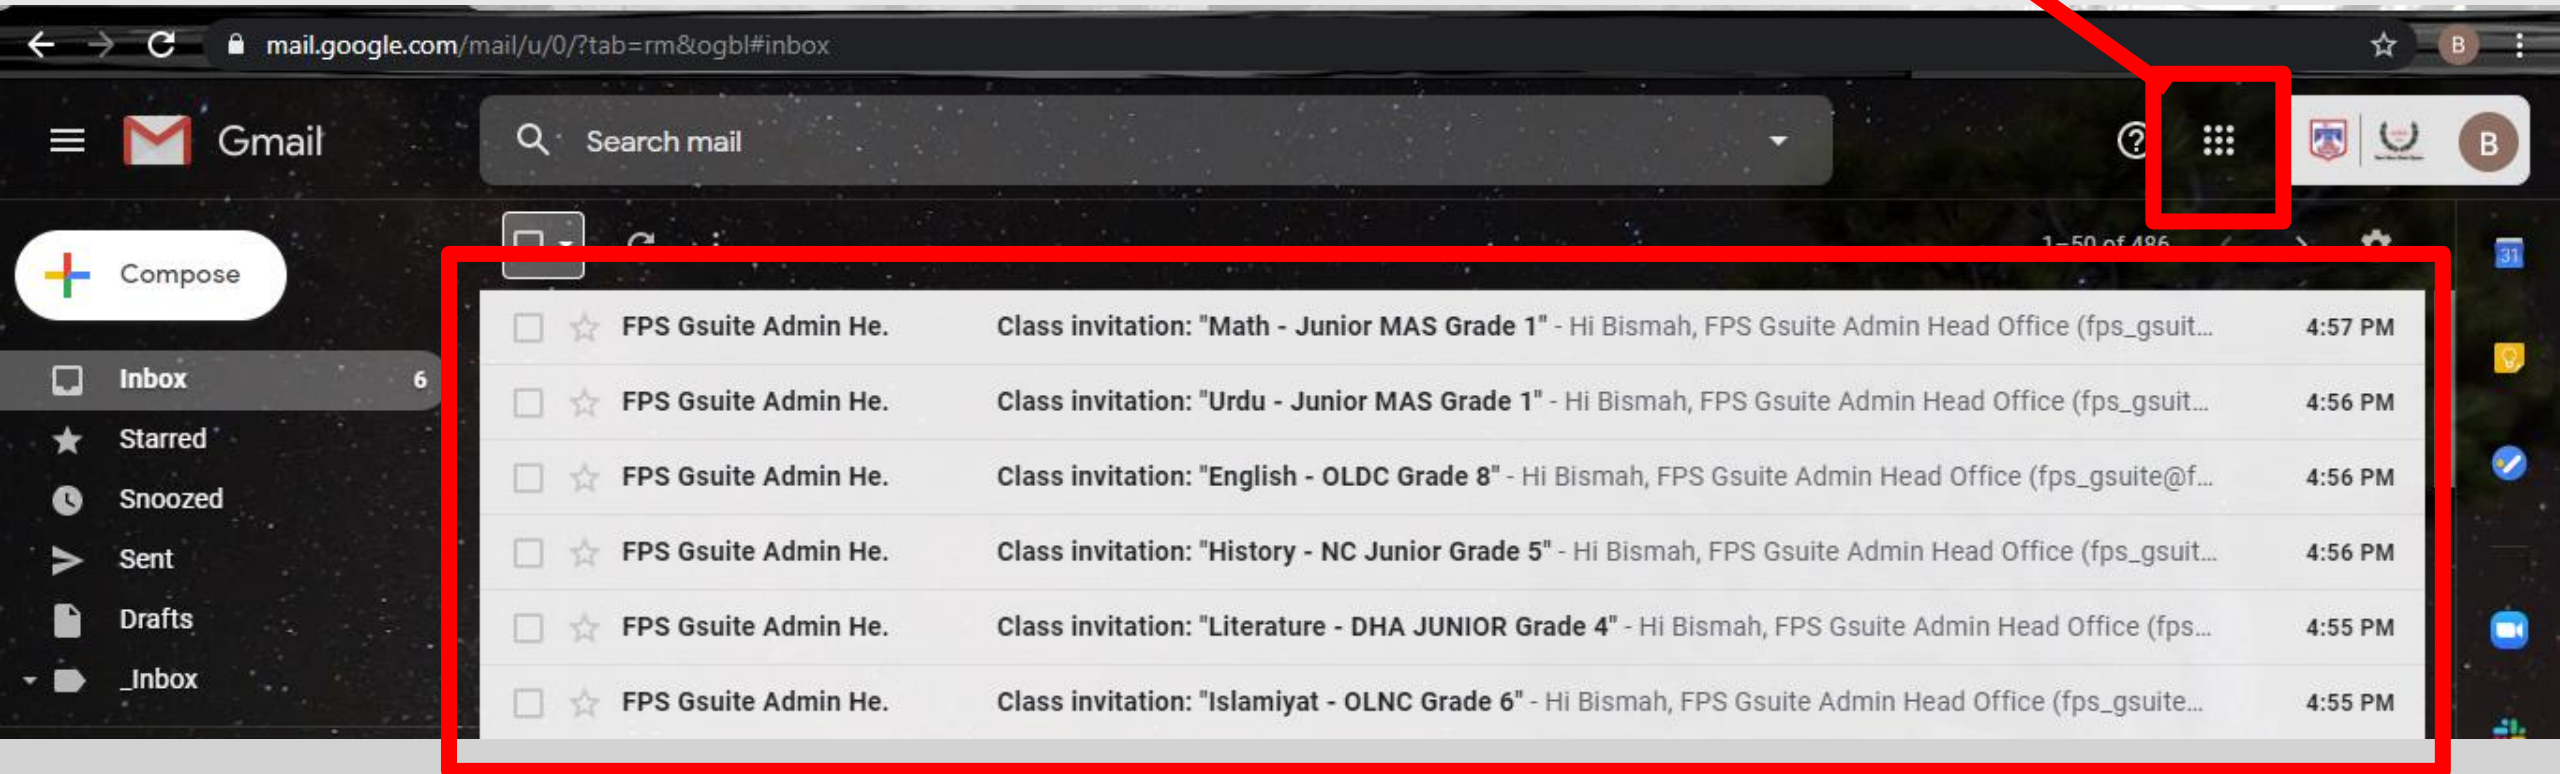 mail.google.com/mail/u/0/?tab=rm&ogbl#inbox B
Gmail Search mail B
1–50 of 486
Compose 31
FPS Gsuite Admin He. Class invitation: "Math - Junior MAS Grade 1" - Hi Bismah, FPS Gsuite Admin Head Office (fps_gsuit... 4:57 PM
Inbox 6
FPS Gsuite Admin He. Class invitation: "Urdu - Junior MAS Grade 1" - Hi Bismah, FPS Gsuite Admin Head Office (fps_gsuit... 4:56 PM
Starred
FPS Gsuite Admin He. Class invitation: "English - OLDC Grade 8" - Hi Bismah, FPS Gsuite Admin Head Office (fps_gsuite@f... 4:56 PM
Snoozed
FPS Gsuite Admin He. Class invitation: "History - NC Junior Grade 5" - Hi Bismah, FPS Gsuite Admin Head Office (fps_gsuit... 4:56 PM
Sent
FPS Gsuite Admin He. Class invitation: "Literature - DHA JUNIOR Grade 4" - Hi Bismah, FPS Gsuite Admin Head Office (fps... 4:55 PM
Drafts
_Inbox
FPS Gsuite Admin He. Class invitation: "Islamiyat - OLNC Grade 6" - Hi Bismah, FPS Gsuite Admin Head Office (fps_gsuite... 4:55 PM